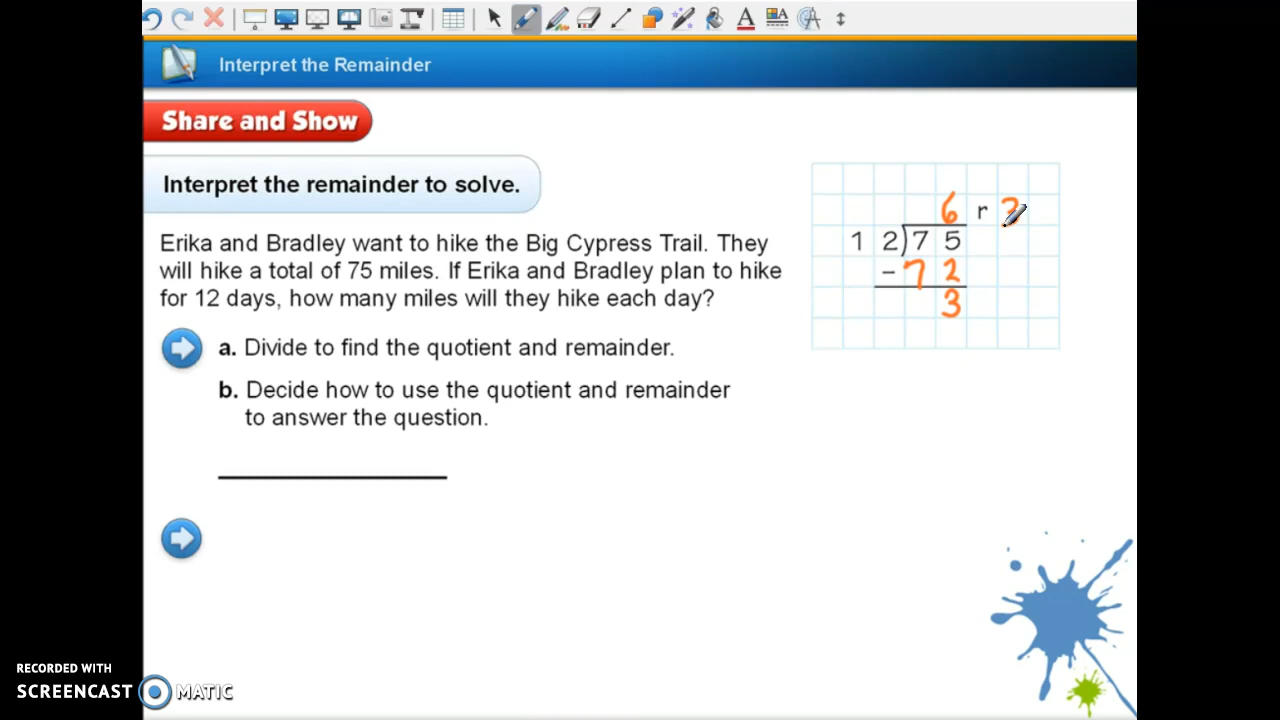 Interpret the Remainder
Share and Show
Interpret the remainder to solve.
Erika and Bradley want to hike the Big Cypress Trail. They
will hike a total of 75 miles. If Erika and Bradley plan to hike
for 12 days, how many miles will they hike each day?
a. Divide to find the quotient and remainder.
b. Decide how to use the quotient and remainder
to answer the question.
6 r 3
12)75
-72
3
RECORDED WITH
SCREENCAST MATIC